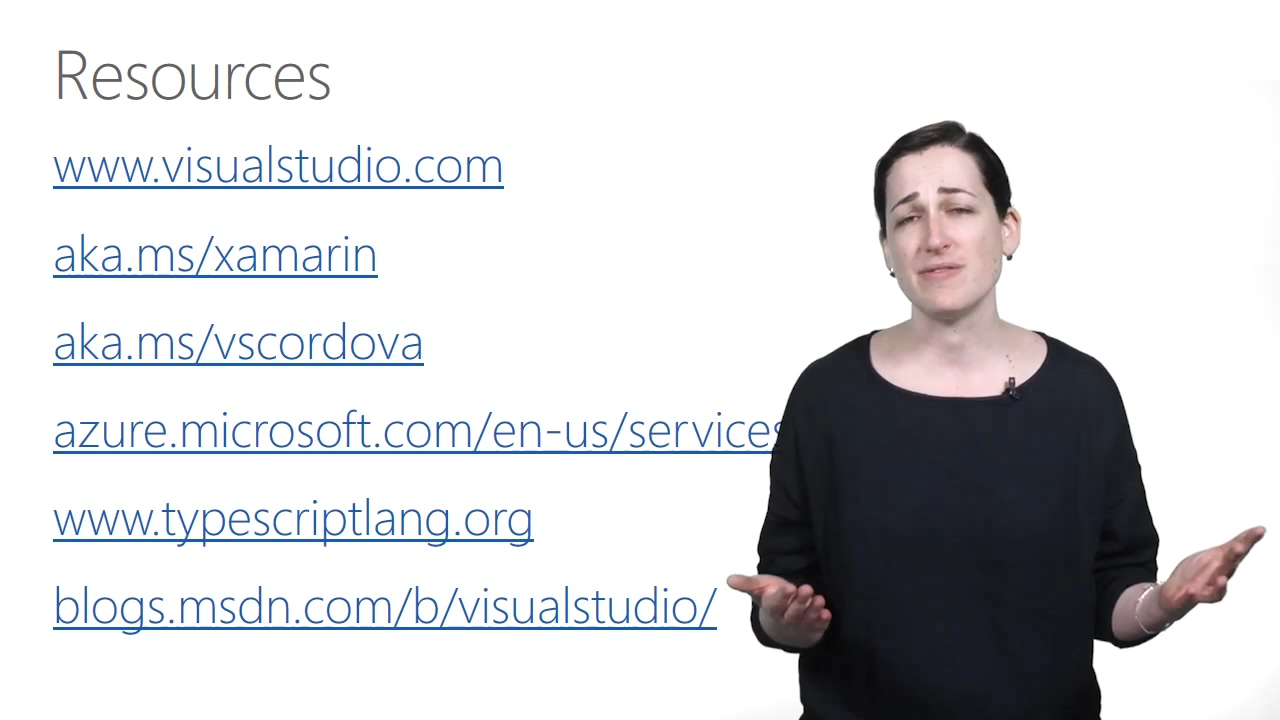 Resources
www.visualstudio.com
aka.ms/xamarin
aka.ms/vscordova
azure.microsoft.com/en-us/services
www.typescriptlang.org
blogs.msdn.com/b/visualstudio/